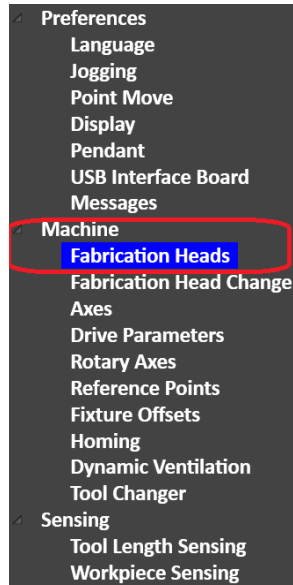 Preferences
Language
Jogging
Point Move
Display
Pendant
USB Interface Board
Messages
Machine
Fabrication Heads
Fabrication Head Change
Axes
Drive Parameters
Rotary Axes
Reference Points
Fixture Offsets
Homing
Dynamic Ventilation
Tool Changer
Sensing
Tool Length Sensing
Workpiece Sensing